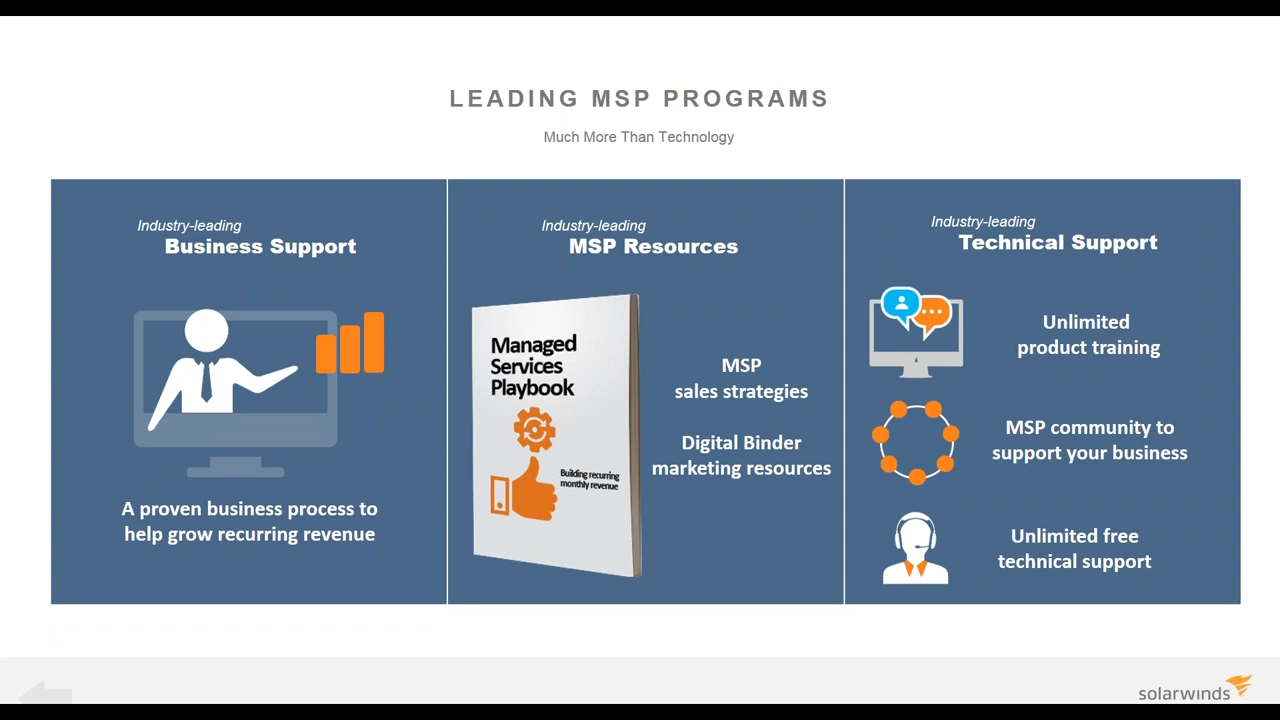 LEADING MSP PROGRAMS
Much More Than Technology
Industry-leading
Business Support
A proven business process to
help grow recurring revenue
Industry-leading
MSP Resources
Managed
Services
Playbook
Building recurring
monthly revenue
MSP
sales strategies
Digital Binder
marketing resources
Industry-leading
Technical Support
Unlimited
product training
MSP community to
support your business
Unlimited free
technical support
solarwinds